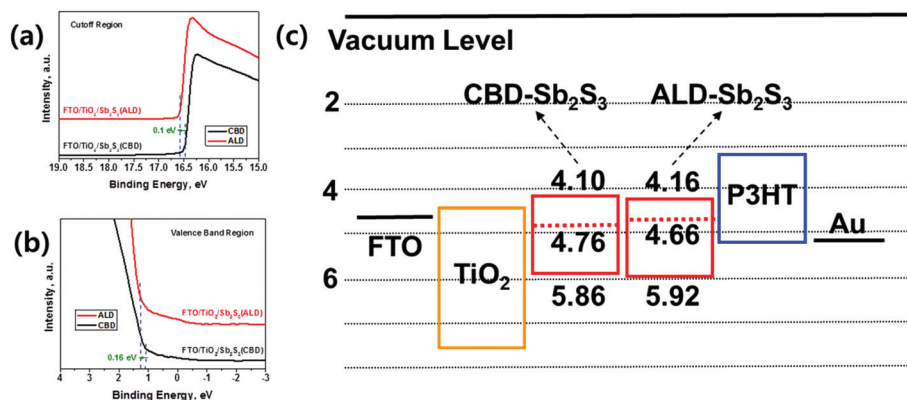 (a)
Cutoff Region
Intensity, a.u.
FTO/TiO₂/Sb₂S₃(ALD)
0.1 eV
CBD
ALD
FTO/TiO₂/Sb₂S₃(CBD)
19.0 18.5 18.0 17.5 17.0 16.5 16.0 15.5 15.0
Binding Energy, eV
(b)
Valence Band Region
Intensity, a.u.
ALD
CBD
FTO/TiO₂/Sb₂S₃(ALD)
0.16 eV
FTO/TiO₂/Sb₂S₃(CBD)
4 3 2 1 0 -1 -2 -3
Binding Energy, eV
(c)
Vacuum Level
2
4
6
CBD-Sb₂S₃
ALD-Sb₂S₃
4.10
4.16
P3HT
FTO
4.76
4.66
Au
TiO₂
5.86
5.92